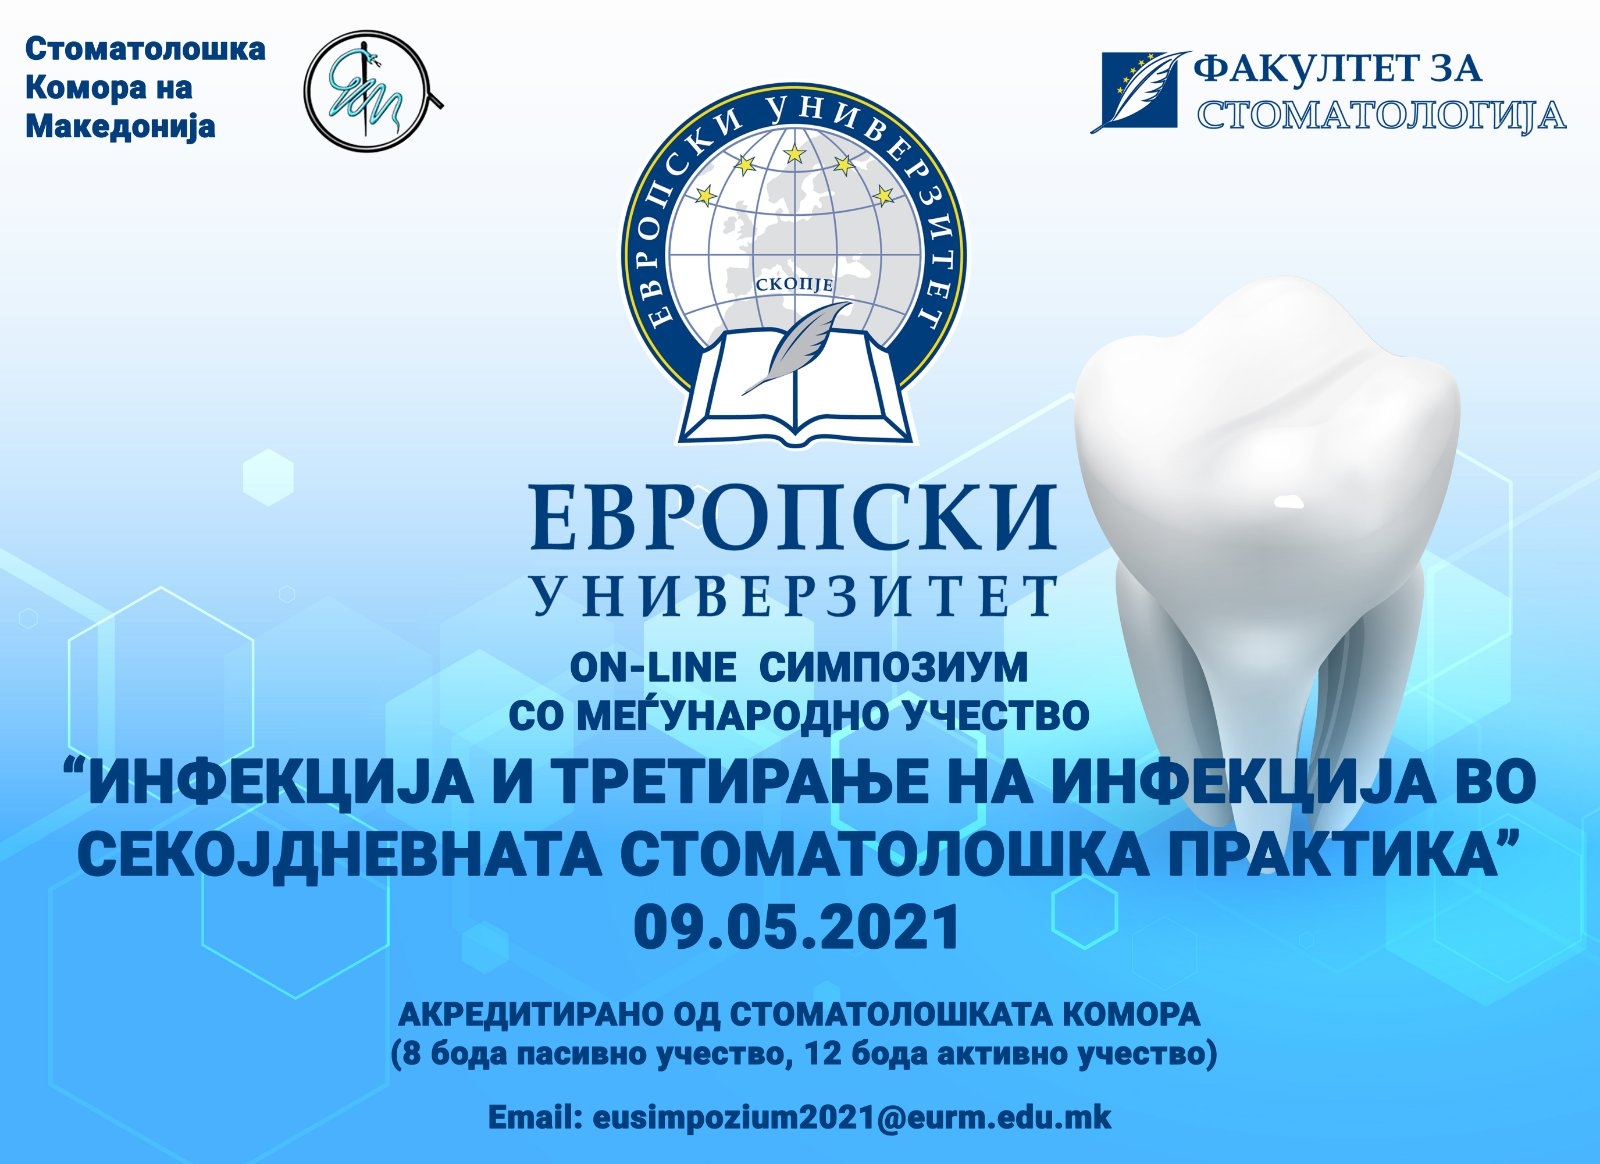 Стоматолошка
Комора на
Македонија
ФАКУЛТЕТ ЗА
СТОМАТОЛОГИЈА
ЕВРОПСКИ УНИВЕРЗИТЕТ
СКОПЈЕ
ЕВРОПСКИ
УНИВЕРЗИТЕТ
ON-LINE СИМПОЗИУМ
СО МЕЃУНАРОДНО УЧЕСТВО
“ИНФЕКЦИЈА И ТРЕТИРАЊЕ НА ИНФЕКЦИЈА ВО
СЕКОЈДНЕВНАТА СТОМАТОЛОШКА ПРАКТИКА”
09.05.2021
АКРЕДИТИРАНО ОД СТОМАТОЛОШКАТА КОМОРА
(8 бода пасивно учество, 12 бода активно учество)
Email: eusimpozium2021@eurm.edu.mk